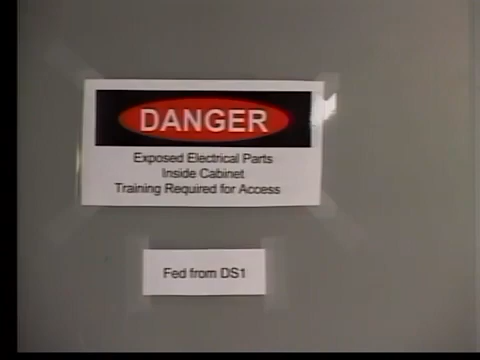 DANGER
Exposed Electrical Parts
Inside Cabinet
Training Required for Access
Fed from DS1